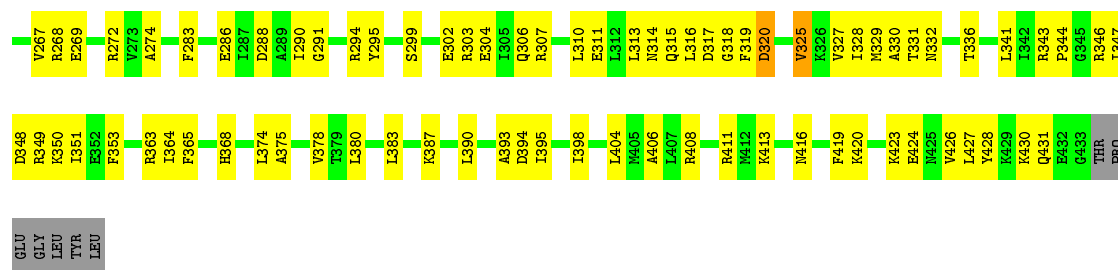 V267 R268 E269 R272 V273 A274 F283 E286 I287 D288 A289 I290 G291 R294 Y295 S299 E302 R303 E304 I305 Q306 R307 L310 E311 L312 L313 N314 Q315 L316 D317 G318 F319 D320 V325 K326 V327 I328 M329 A330 T331 N332 T336 L341 I342 R343 P344 G345 R346 I347
D348 R349 K350 I351 E352 F353 R363 I364 F365 H368 L374 A375 V378 T379 L380 L383 K387 L390 A393 D394 I395 I398 L404 M405 A406 L407 R408 R411 M412 K413 N416 F419 K420 K423 E424 N425 V426 L427 Y428 K429 K430 Q431 E432 G433 THR PRO
GLU GLY LEU TYR LEU